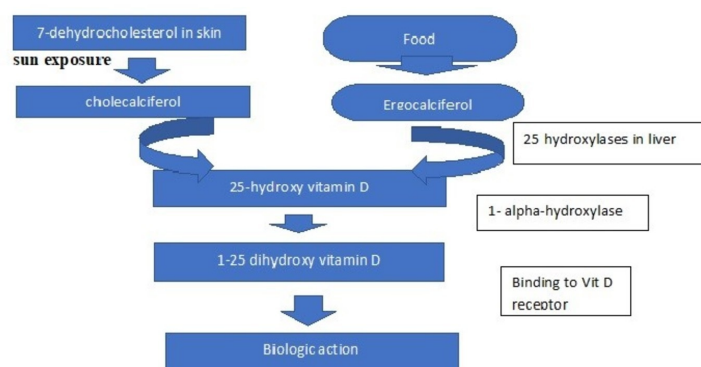 7-dehydrocholesterol in skin
Food
sun exposure
cholecalciferol
Ergocalciferol
25 hydroxylases in liver
25-hydroxy vitamin D
1- alpha-hydroxylase
1-25 dihydroxy vitamin D
Binding to Vit D
receptor
Biologic action